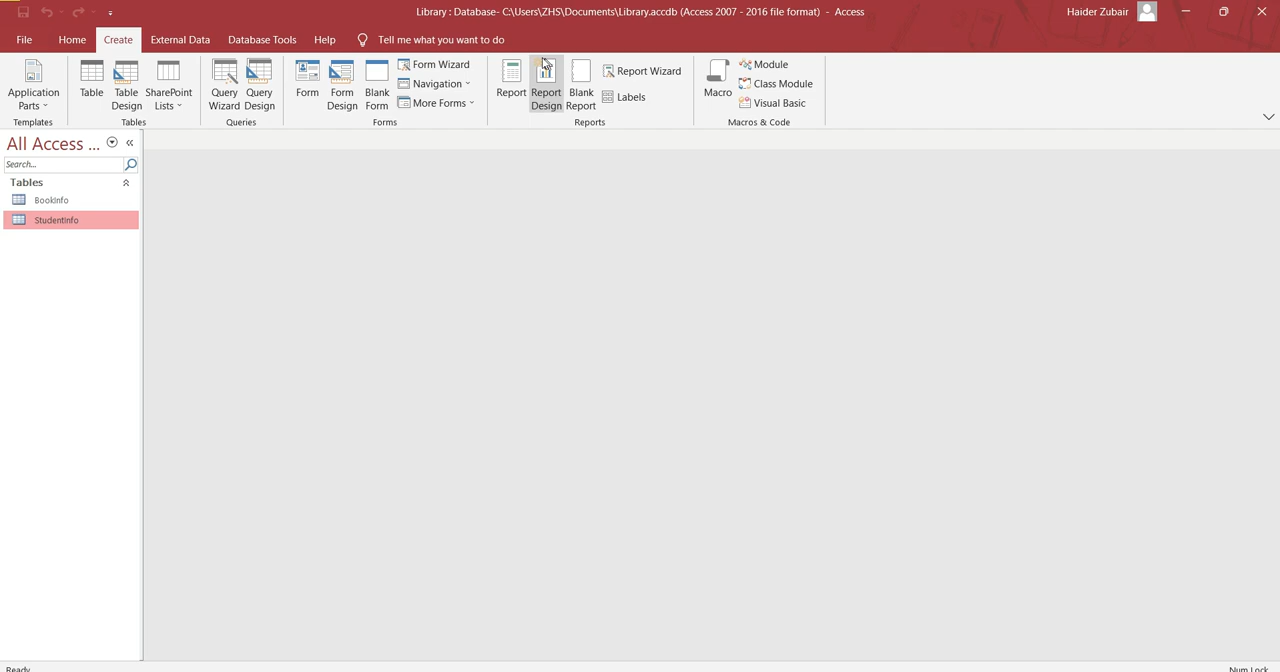 Library : Database- C:\Users\ZHS\Documents\Library.accdb (Access 2007 - 2016 file format) - Access
Haider Zubair
File Home Create External Data Database Tools Help Tell me what you want to do
Application Parts
Templates
Table
Table Design
SharePoint Lists
Tables
Query Wizard
Query Design
Queries
Form
Form Design
Blank Form
Form Wizard
Navigation
More Forms
Forms
Report
Report Design
Blank Report
Report Wizard
Labels
Reports
Macro
Module
Class Module
Visual Basic
Macros & Code
All Access ...
Search...
Tables
BookInfo
StudentInfo
Ready
Num Lock